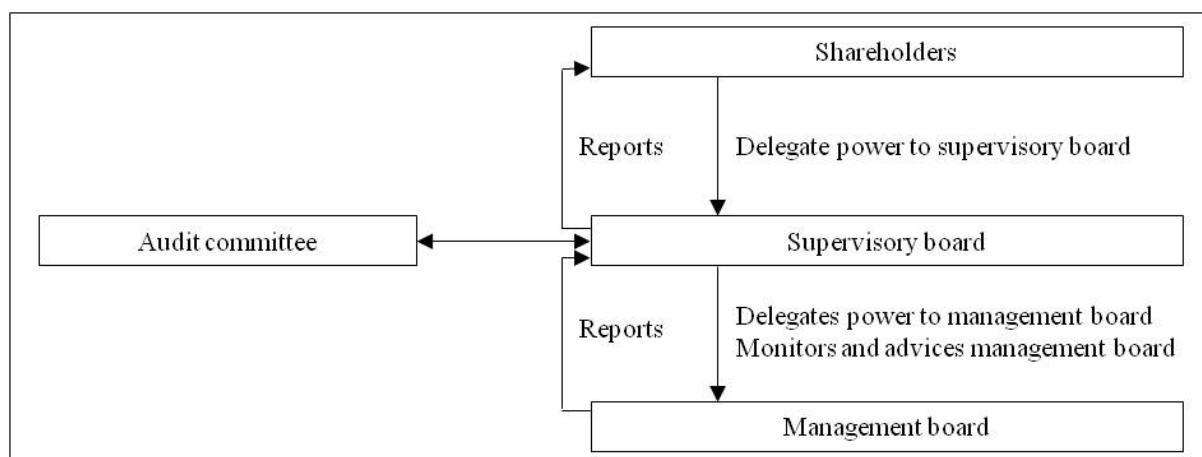 Shareholders
Reports
Delegate power to supervisory board
Audit committee
Supervisory board
Reports
Delegates power to management board
Monitors and advices management board
Management board